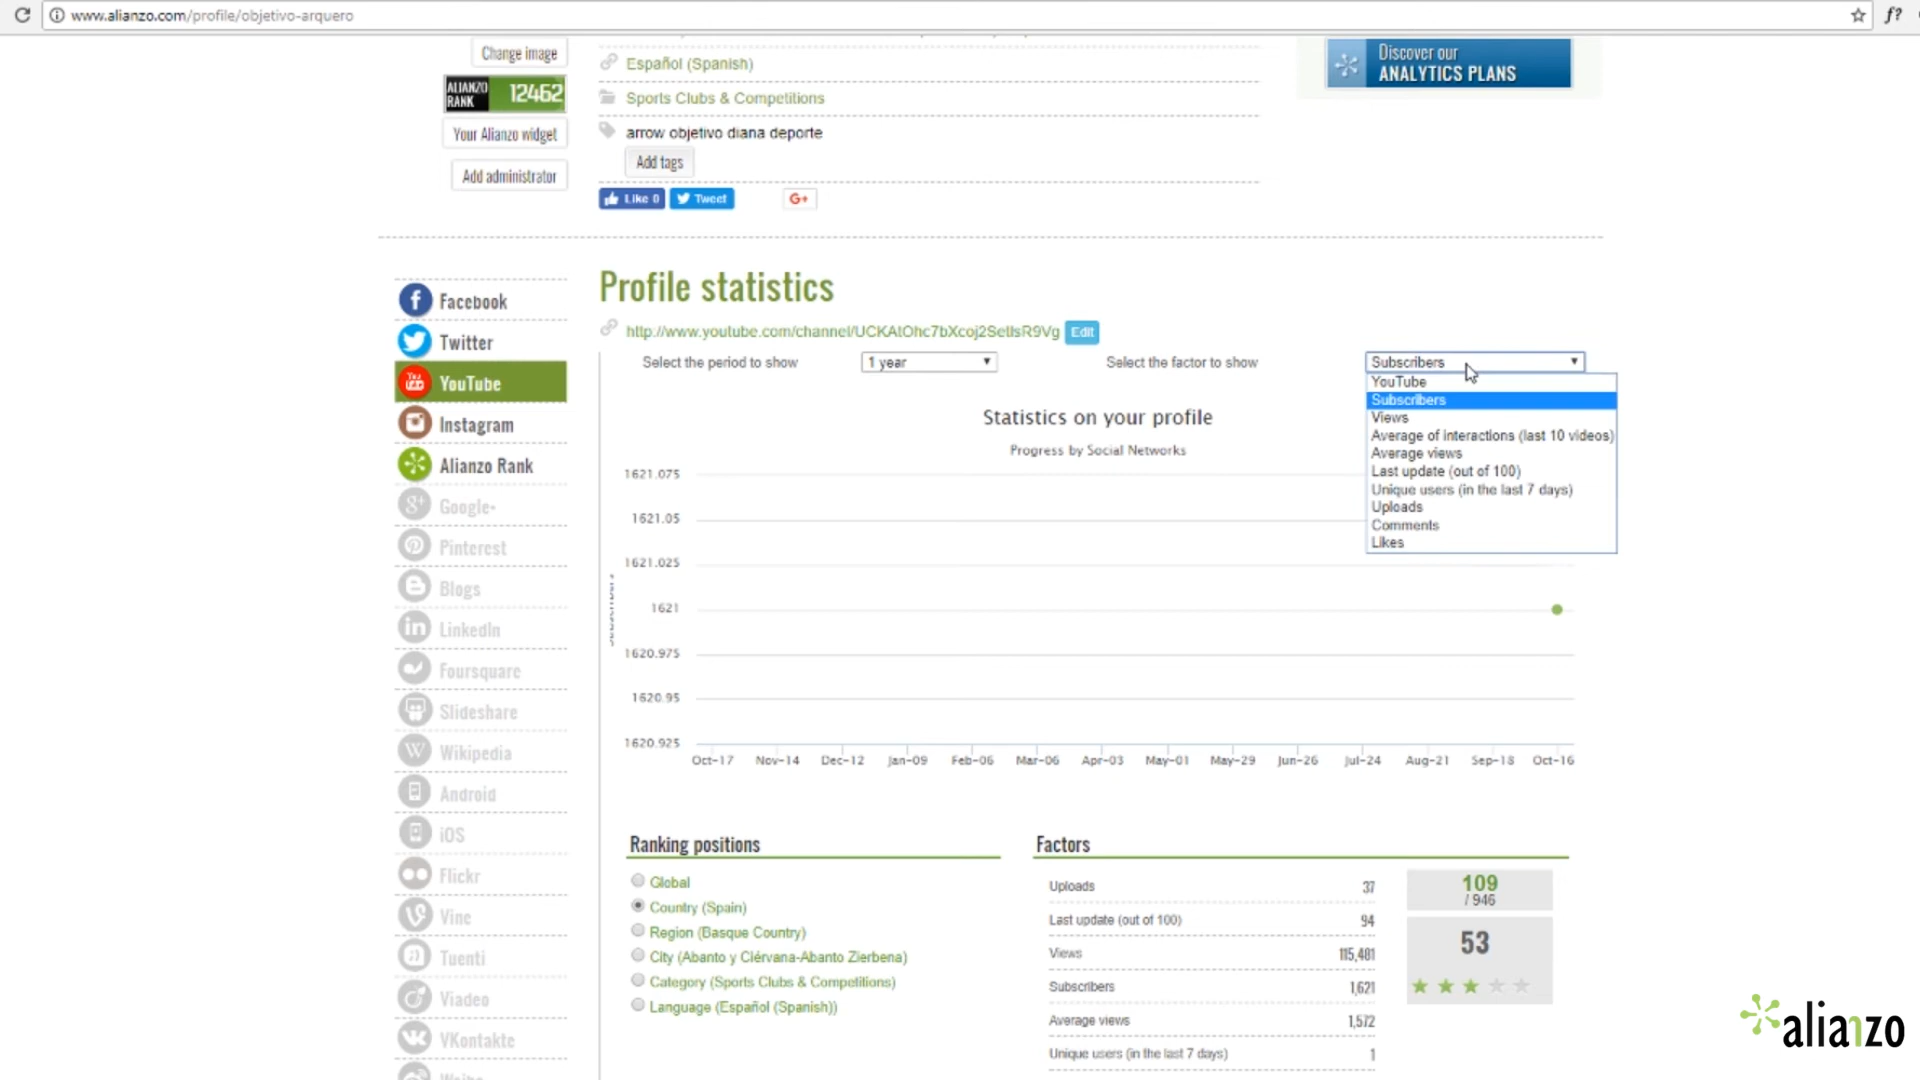 www.alianzo.com/profile/objetivo-arquero
f?
Change image
ALIANZO RANK 12462
Your Alianzo widget
Add administrator
Español (Spanish)
Sports Clubs & Competitions
arrow objetivo diana deporte
Add tags
Like 0
Tweet
G+
Discover our
ANALYTICS PLANS
Facebook
Twitter
YouTube
Instagram
Alianzo Rank
Google+
Pinterest
Blogs
LinkedIn
Foursquare
Slideshare
Wikipedia
Android
iOS
Flickr
Vine
Tuenti
Viadeo
VKontakte
Profile statistics
http://www.youtube.com/channel/UCKAtOhc7bXcoj2SetlsR9Vg Edit
Select the period to show 1 year Select the factor to show Subscribers
YouTube
Subscribers
Views
Average of interactions (last 10 videos)
Average views
Last update (out of 100)
Unique users (in the last 7 days)
Uploads
Comments
Likes
Statistics on your profile
Progress by Social Networks
1621.075
1621.05
1621.025
1621
1620.975
1620.95
1620.925
Oct-17 Nov-14 Dec-12 Jan-09 Feb-06 Mar-06 Apr-03 May-01 May-29 Jun-26 Jul-24 Aug-21 Sep-18 Oct-16
Ranking positions
Global
Country (Spain)
Region (Basque Country)
City (Abanto y Ciérvana-Abanto Zierbena)
Category (Sports Clubs & Competitions)
Language (Español (Spanish))
Factors
Uploads 37
Last update (out of 100) 94
Views 115,481
Subscribers 1,621
Average views 1,572
Unique users (in the last 7 days) 1
109
/ 946
53
alianzo